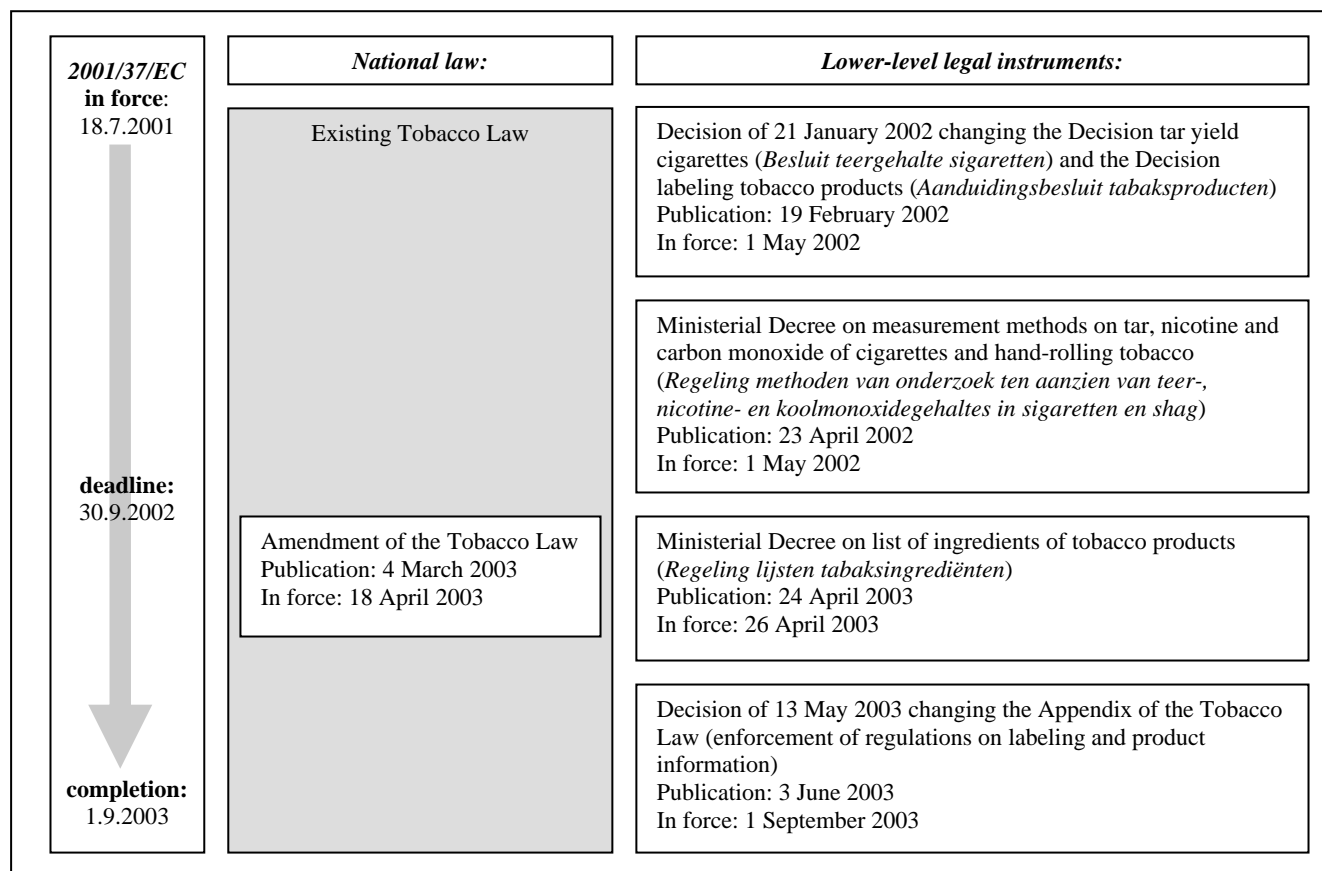 2001/37/EC
in force:
18.7.2001
deadline:
30.9.2002
completion:
1.9.2003
National law:
Existing Tobacco Law
Amendment of the Tobacco Law
Publication: 4 March 2003
In force: 18 April 2003
Lower-level legal instruments:
Decision of 21 January 2002 changing the Decision tar yield
cigarettes (Besluit teergehalte sigaretten) and the Decision
labeling tobacco products (Aanduidingsbesluit tabaksproducten)
Publication: 19 February 2002
In force: 1 May 2002
Ministerial Decree on measurement methods on tar, nicotine and
carbon monoxide of cigarettes and hand-rolling tobacco
(Regeling methoden van onderzoek ten aanzien van teer-,
nicotine- en koolmonoxidegehaltes in sigaretten en shag)
Publication: 23 April 2002
In force: 1 May 2002
Ministerial Decree on list of ingredients of tobacco products
(Regeling lijsten tabaksingrediënten)
Publication: 24 April 2003
In force: 26 April 2003
Decision of 13 May 2003 changing the Appendix of the Tobacco
Law (enforcement of regulations on labeling and product
information)
Publication: 3 June 2003
In force: 1 September 2003